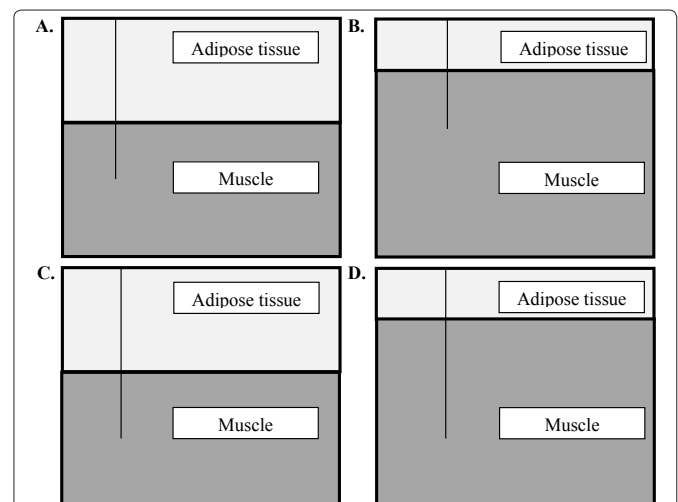 A.
Adipose tissue
Muscle
B.
Adipose tissue
Muscle
C.
Adipose tissue
Muscle
D.
Adipose tissue
Muscle